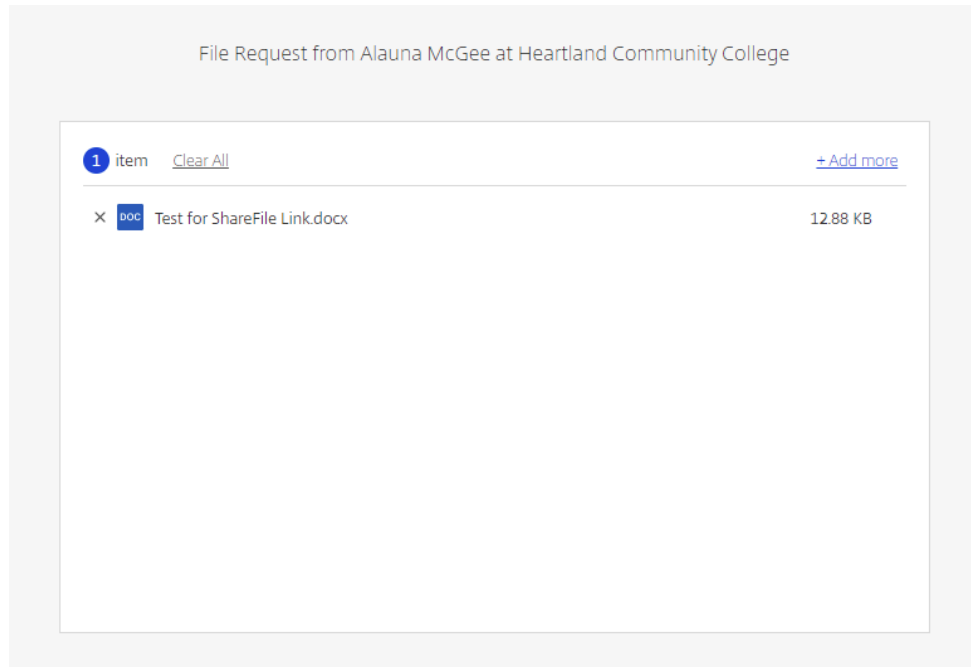 File Request from Alauna McGee at Heartland Community College
1 item Clear All + Add more
× DOC Test for ShareFile Link.docx 12.88 KB